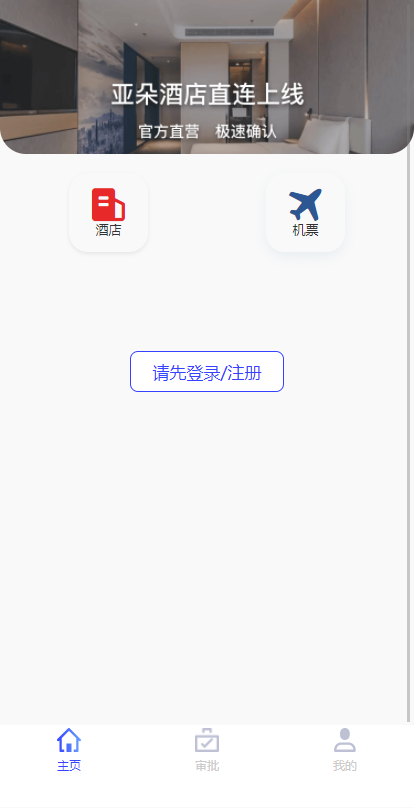 亚朵酒店直连上线
官方直营 极速确认
酒店
机票
请先登录/注册
主页
审批
我的